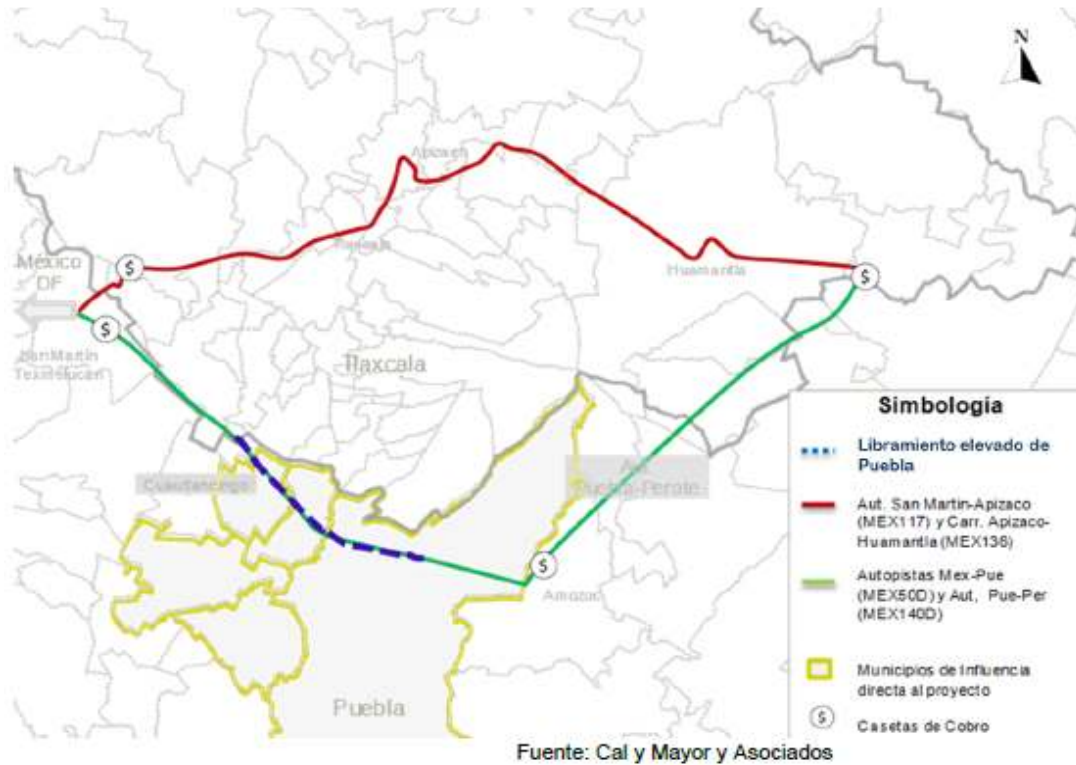 N
Apizaco
México
DF
Huamantla
San Martín
Texmelucan
Tlaxcala
Cuautlancingo
Aut.
Puebla-Perote
Amozoc
Puebla
Simbología
Libramiento elevado de
Puebla
Aut. San Martín-Apizaco
(MEX117) y Carr. Apizaco-
Huamantla (MEX136)
Autopistas Mex-Pue
(MEX50D) y Aut, Pue-Per
(MEX140D)
Municipios de Influencia
directa al proyecto
$ Casetas de Cobro
$
$
$
$
Fuente: Cal y Mayor y Asociados